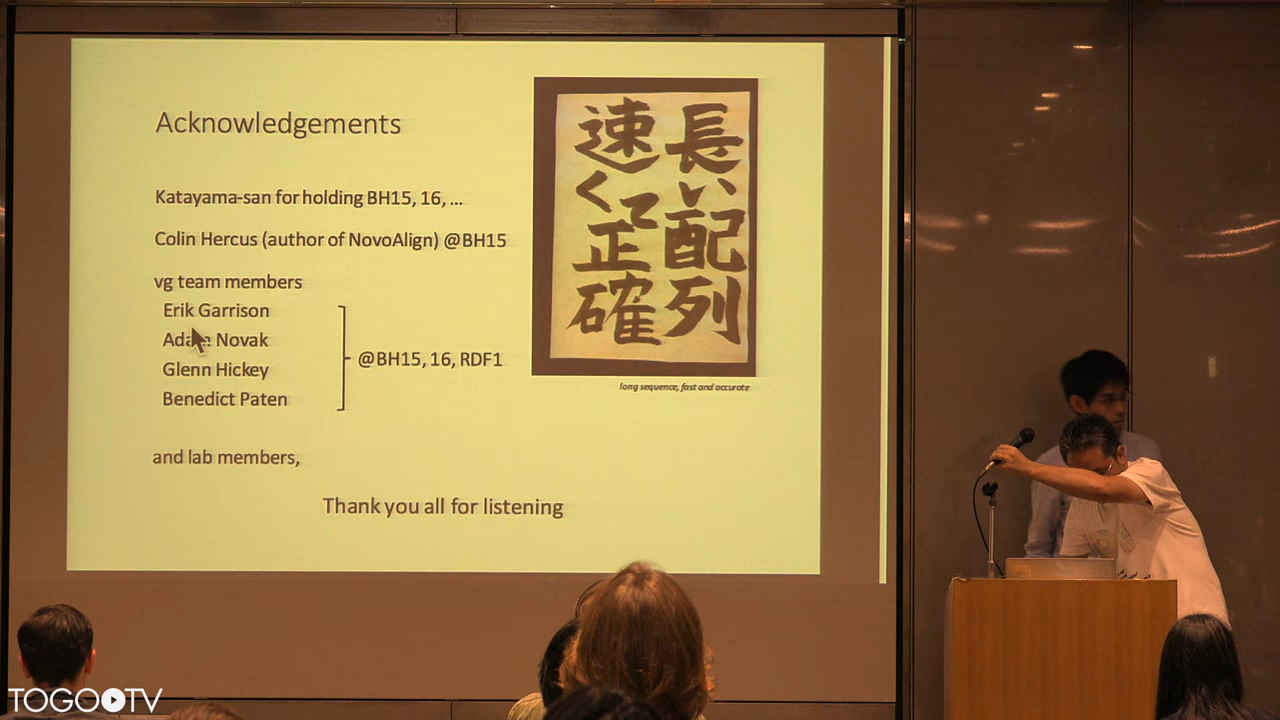 Acknowledgements
Katayama-san for holding BH15, 16, ...
Colin Hercus (author of NovoAlign) @BH15
vg team members
Erik Garrison
Adam Novak
Glenn Hickey
Benedict Paten
@BH15, 16, RDF1
and lab members,
Thank you all for listening
長い配列
速くて正確
long sequence, fast and accurate
TOGOTV